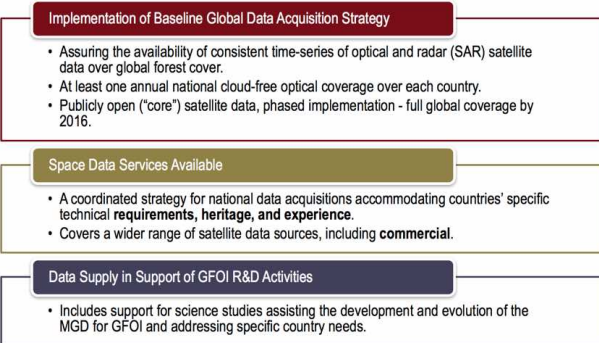 Implementation of Baseline Global Data Acquisition Strategy
• Assuring the availability of consistent time-series of optical and radar (SAR) satellite
data over global forest cover.
• At least one annual national cloud-free optical coverage over each country.
• Publicly open (“core”) satellite data, phased implementation - full global coverage by
2016.
Space Data Services Available
• A coordinated strategy for national data acquisitions accommodating countries’ specific
technical requirements, heritage, and experience.
• Covers a wider range of satellite data sources, including commercial.
Data Supply in Support of GFOI R&D Activities
• Includes support for science studies assisting the development and evolution of the
MGD for GFOI and addressing specific country needs.